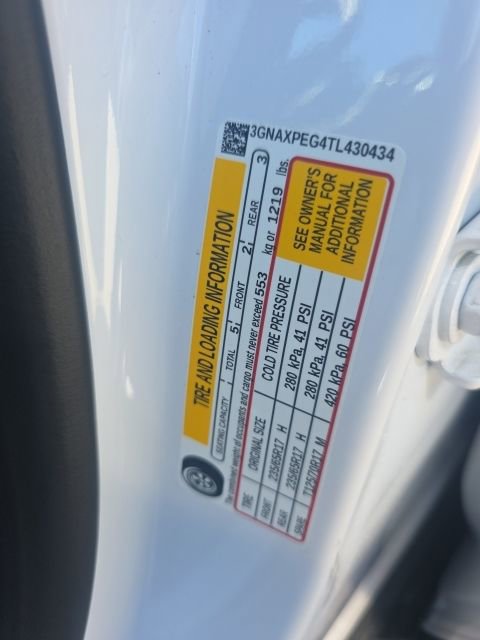 3GNAXPEG4TL430434
TIRE AND LOADING INFORMATION
SEATING CAPACITY TOTAL 5 FRONT 2 REAR 3
The combined weight of occupants and cargo must never exceed 553 kg or 1219 lbs.
TIRE ORIGINAL SIZE COLD TIRE PRESSURE
FRONT 235/65R17 H 280 kPa, 41 PSI
REAR 235/65R17 H 280 kPa, 41 PSI
SPARE T125/70R17 M 420 kPa, 60 PSI
SEE OWNER'S
MANUAL FOR
ADDITIONAL
INFORMATION